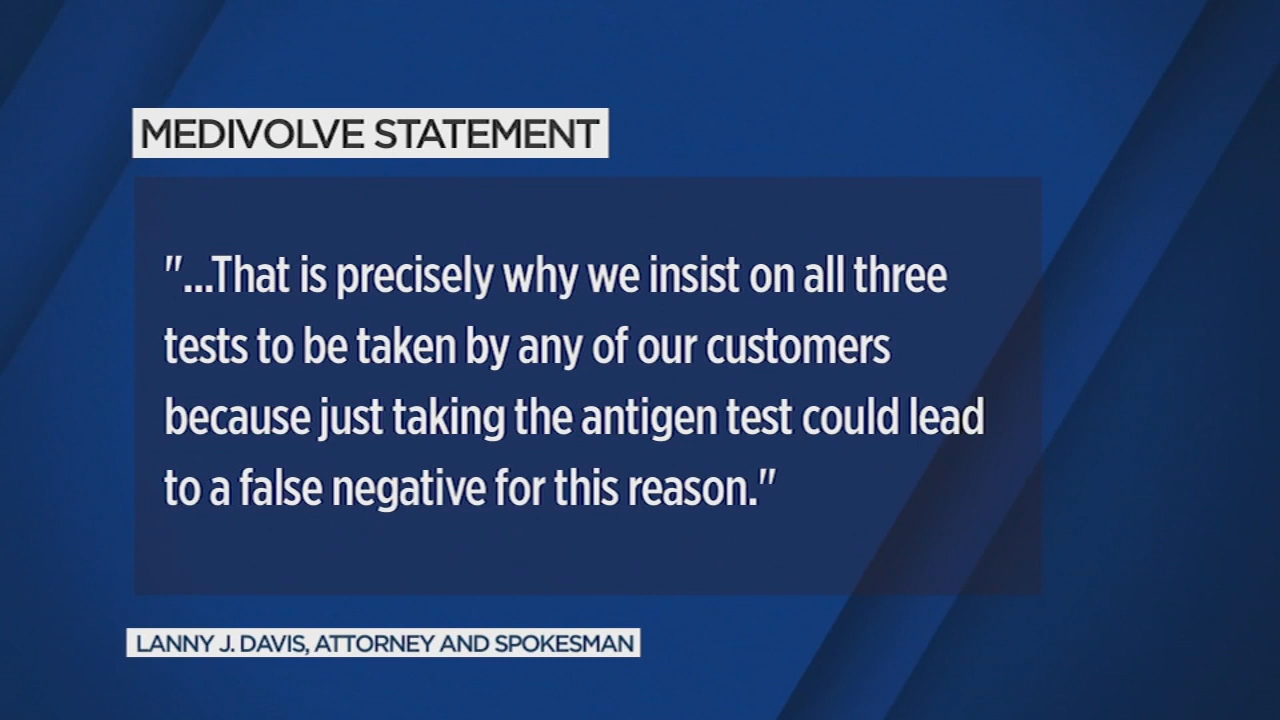 MEDIVOLVE STATEMENT
"...That is precisely why we insist on all three
tests to be taken by any of our customers
because just taking the antigen test could lead
to a false negative for this reason."
LANNY J. DAVIS, ATTORNEY AND SPOKESMAN